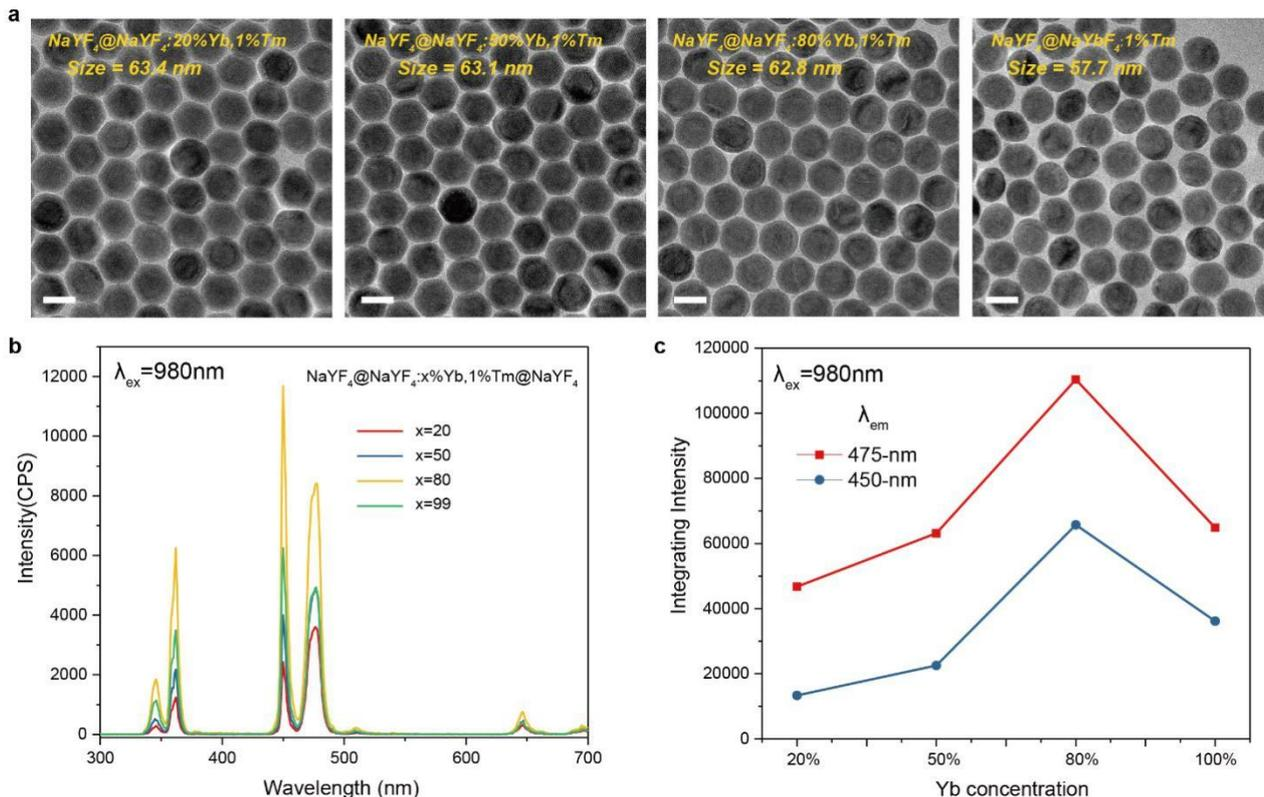 a
NaYF₄@NaYF₄:20%Yb,1%Tm
Size = 63.4 nm
NaYF₄@NaYF₄:50%Yb,1%Tm
Size = 63.1 nm
NaYF₄@NaYF₄:80%Yb,1%Tm
Size = 62.8 nm
NaYF₄@NaYbF₄:1%Tm
Size = 57.7 nm
b
λex=980nm
NaYF₄@NaYF₄:x%Yb,1%Tm@NaYF₄
x=20
x=50
x=80
x=99
Intensity(CPS)
12000
10000
8000
6000
4000
2000
0
300
400
500
600
700
Wavelength (nm)
c
λex=980nm
λem
475-nm
450-nm
Integrating Intensity
120000
100000
80000
60000
40000
20000
0
20%
50%
80%
100%
Yb concentration